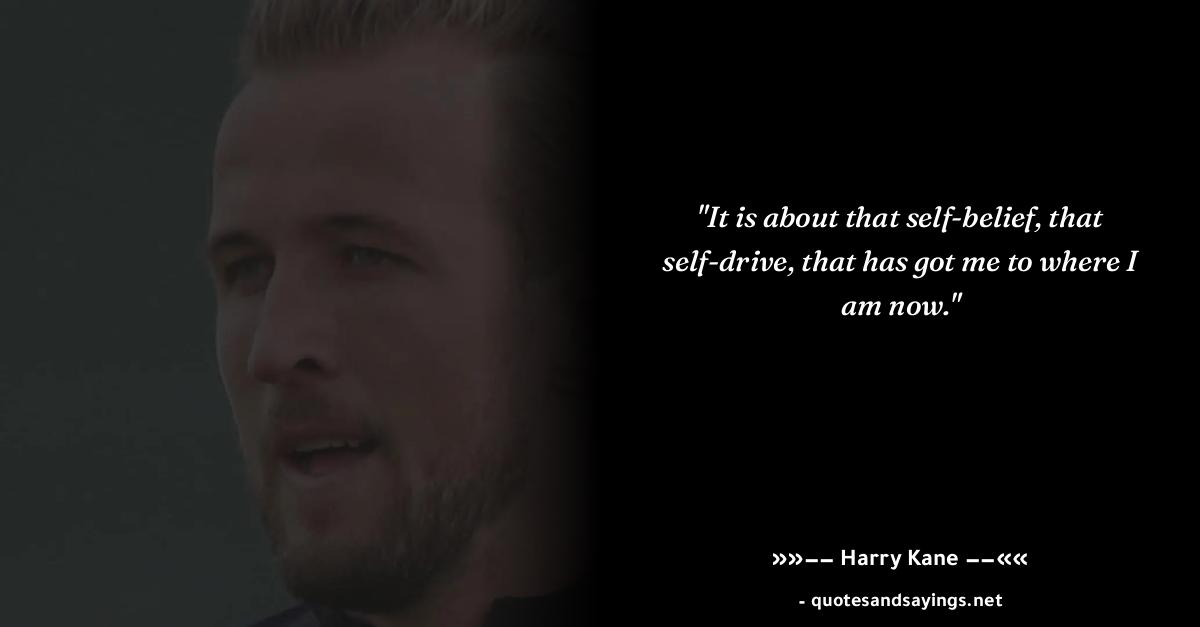 "It is about that self-belief, that
self-drive, that has got me to where I
am now."
»»−− Harry Kane −−««
- quotesandsayings.net